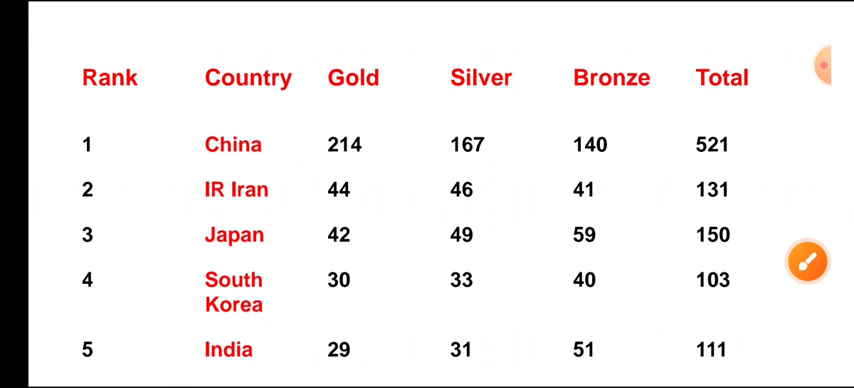 Rank Country Gold Silver Bronze Total
1 China 214 167 140 521
2 IR Iran 44 46 41 131
3 Japan 42 49 59 150
4 South Korea 30 33 40 103
5 India 29 31 51 111